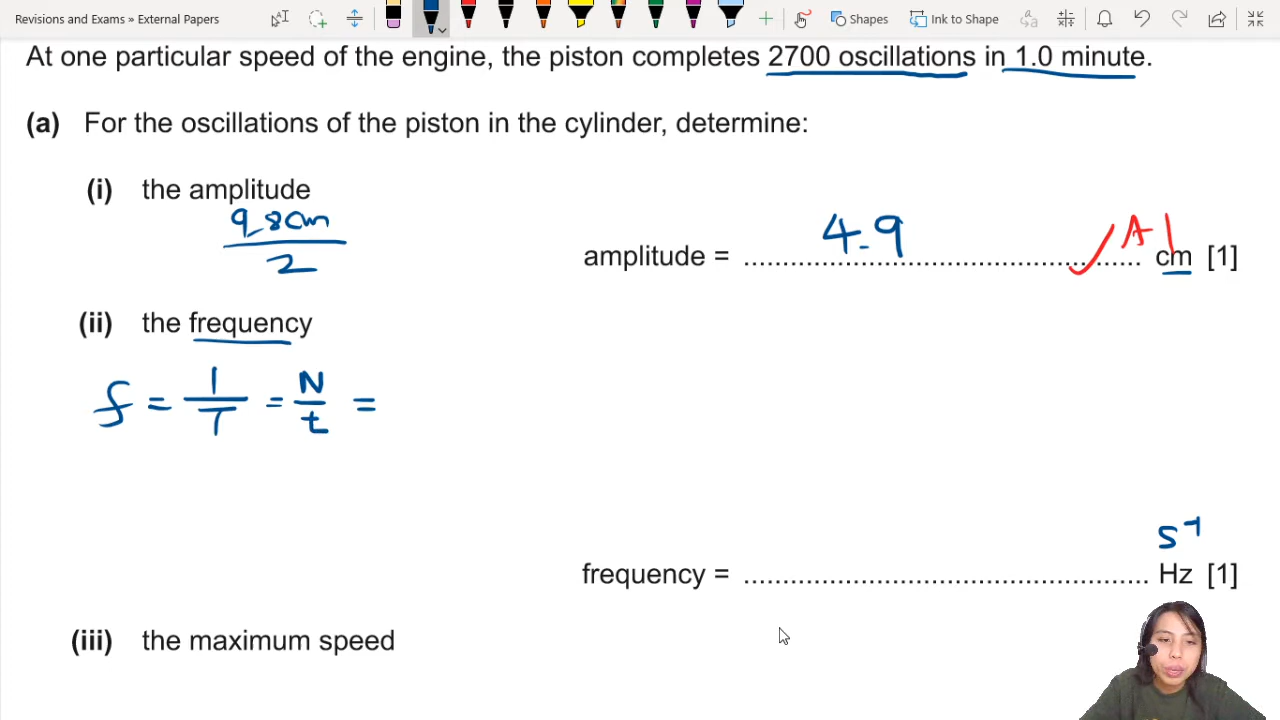 Revisions and Exams » External Papers
Shapes
Ink to Shape
At one particular speed of the engine, the piston completes 2700 oscillations in 1.0 minute.
(a) For the oscillations of the piston in the cylinder, determine:
(i) the amplitude
9.8cm
2
amplitude = 4.9 cm [1]
A1
(ii) the frequency
f = 1/T = N/t =
s⁻¹
frequency = .................................................... Hz [1]
(iii) the maximum speed